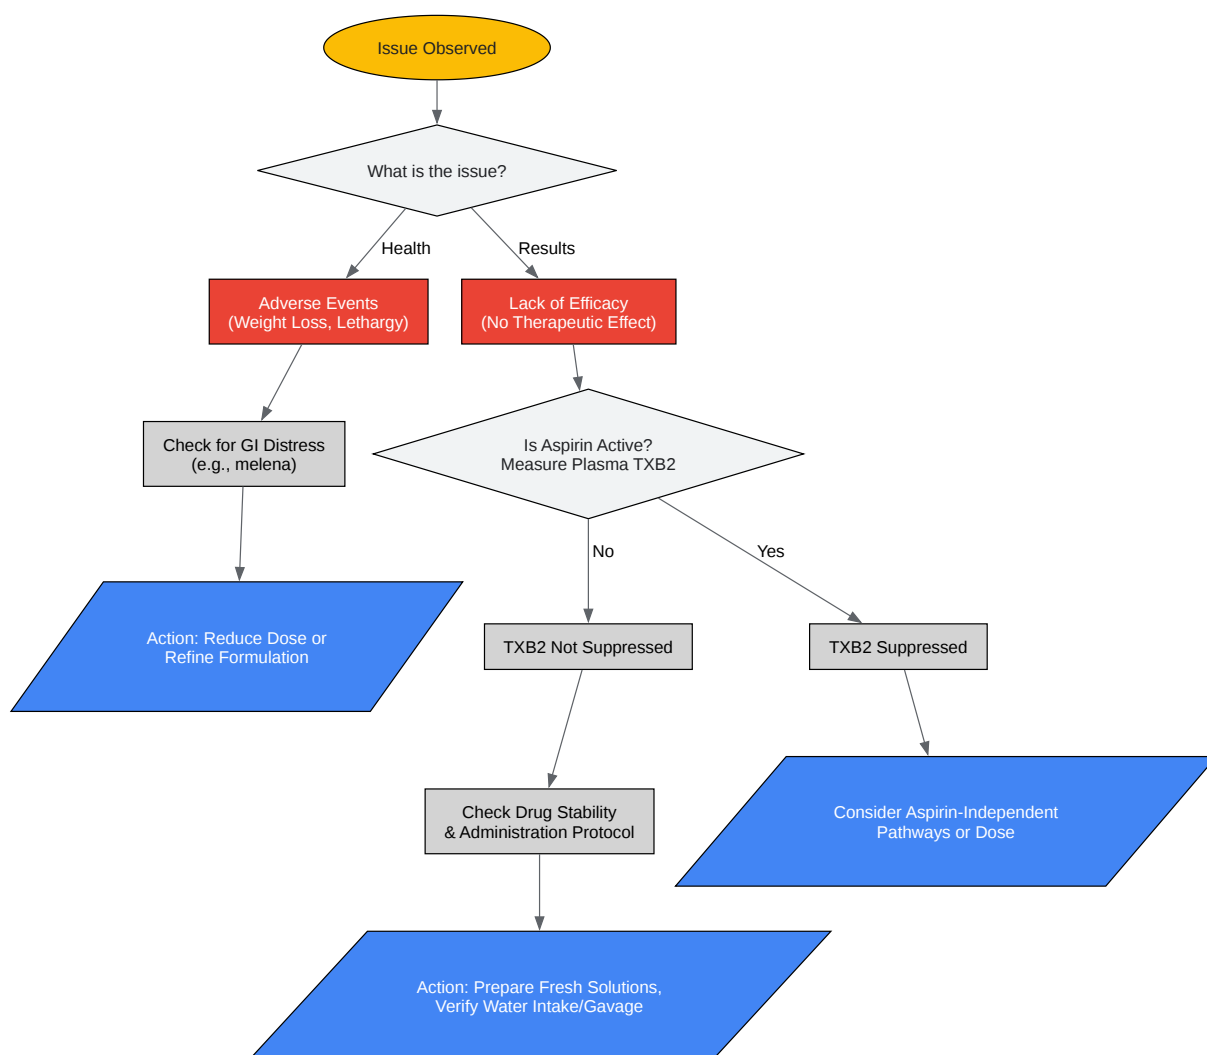 Issue Observed
What is the issue?
Health
Results
Adverse Events
(Weight Loss, Lethargy)
Lack of Efficacy
(No Therapeutic Effect)
Check for GI Distress
(e.g., melena)
Is Aspirin Active?
Measure Plasma TXB2
No
Yes
Action: Reduce Dose or
Refine Formulation
TXB2 Not Suppressed
TXB2 Suppressed
Check Drug Stability
& Administration Protocol
Consider Aspirin-Independent
Pathways or Dose
Action: Prepare Fresh Solutions,
Verify Water Intake/Gavage